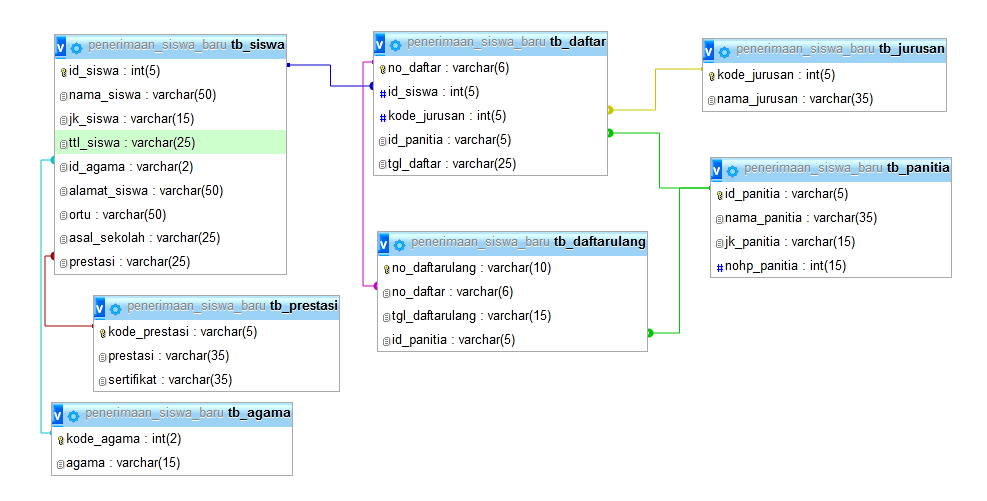 penerimaan_siswa_baru tb_siswa
id_siswa : int(5)
nama_siswa : varchar(50)
jk_siswa : varchar(15)
ttl_siswa : varchar(25)
id_agama : varchar(2)
alamat_siswa : varchar(50)
ortu : varchar(50)
asal_sekolah : varchar(25)
prestasi : varchar(25)
penerimaan_siswa_baru tb_daftar
no_daftar : varchar(6)
id_siswa : int(5)
kode_jurusan : int(5)
id_panitia : varchar(5)
tgl_daftar : varchar(25)
penerimaan_siswa_baru tb_jurusan
kode_jurusan : int(5)
nama_jurusan : varchar(35)
penerimaan_siswa_baru tb_panitia
id_panitia : varchar(5)
nama_panitia : varchar(35)
jk_panitia : varchar(15)
nohp_panitia : int(15)
penerimaan_siswa_baru tb_daftarulang
no_daftarulang : varchar(10)
no_daftar : varchar(6)
tgl_daftarulang : varchar(15)
id_panitia : varchar(5)
penerimaan_siswa_baru tb_prestasi
kode_prestasi : varchar(5)
prestasi : varchar(35)
sertifikat : varchar(35)
penerimaan_siswa_baru tb_agama
kode_agama : int(2)
agama : varchar(15)